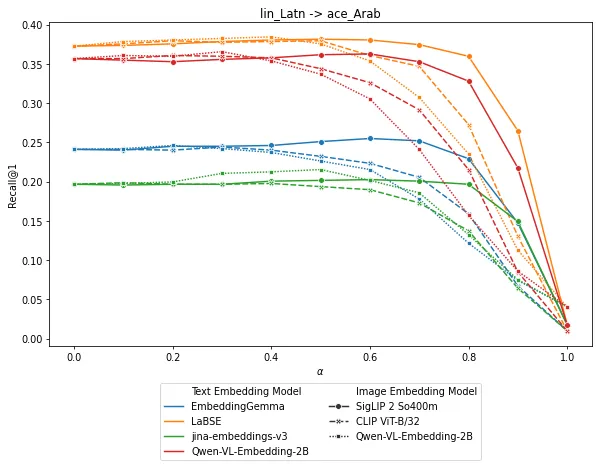 lin_Latn -> ace_Arab
Recall@1
0.40
0.35
0.30
0.25
0.20
0.15
0.10
0.05
0.00
0.0 0.2 0.4 0.6 0.8 1.0
α
Text Embedding Model Image Embedding Model
EmbeddingGemma SigLIP 2 So400m
LaBSE CLIP ViT-B/32
jina-embeddings-v3 Qwen-VL-Embedding-2B
Qwen-VL-Embedding-2B